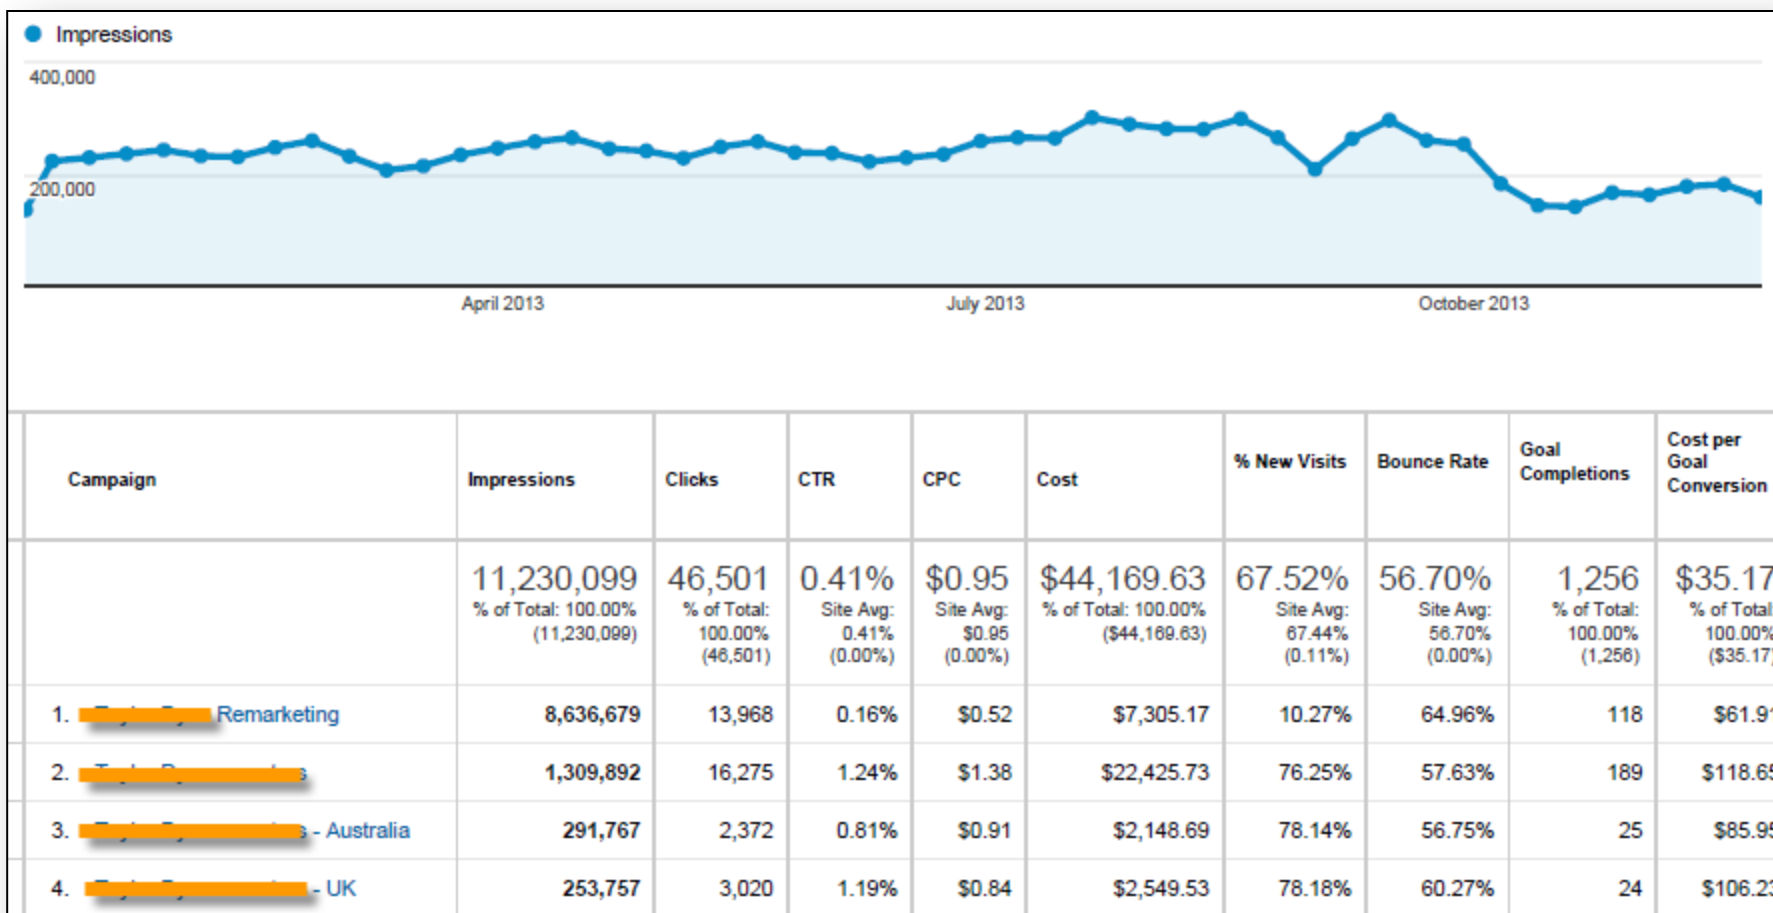 Impressions
400,000
200,000
April 2013 July 2013 October 2013
Campaign Impressions Clicks CTR CPC Cost % New Visits Bounce Rate Goal Completions Cost per Goal Conversion
11,230,099 46,501 0.41% $0.95 $44,169.63 67.52% 56.70% 1,256 $35.17
% of Total: 100.00% % of Total: Site Avg: Site Avg: % of Total: 100.00% Site Avg: Site Avg: % of Total: % of Total
(11,230,099) 100.00% 0.41% $0.95 ($44,169.63) 67.44% 56.70% 100.00% 100.00%
(46,501) (0.00%) (0.00%) (0.11%) (0.00%) (1,256) ($35.17)
1. Remarketing 8,636,679 13,968 0.16% $0.52 $7,305.17 10.27% 64.96% 118 $61.91
2. 1,309,892 16,275 1.24% $1.38 $22,425.73 76.25% 57.63% 189 $118.65
3. - Australia 291,767 2,372 0.81% $0.91 $2,148.69 78.14% 56.75% 25 $85.95
4. - UK 253,757 3,020 1.19% $0.84 $2,549.53 78.18% 60.27% 24 $106.23